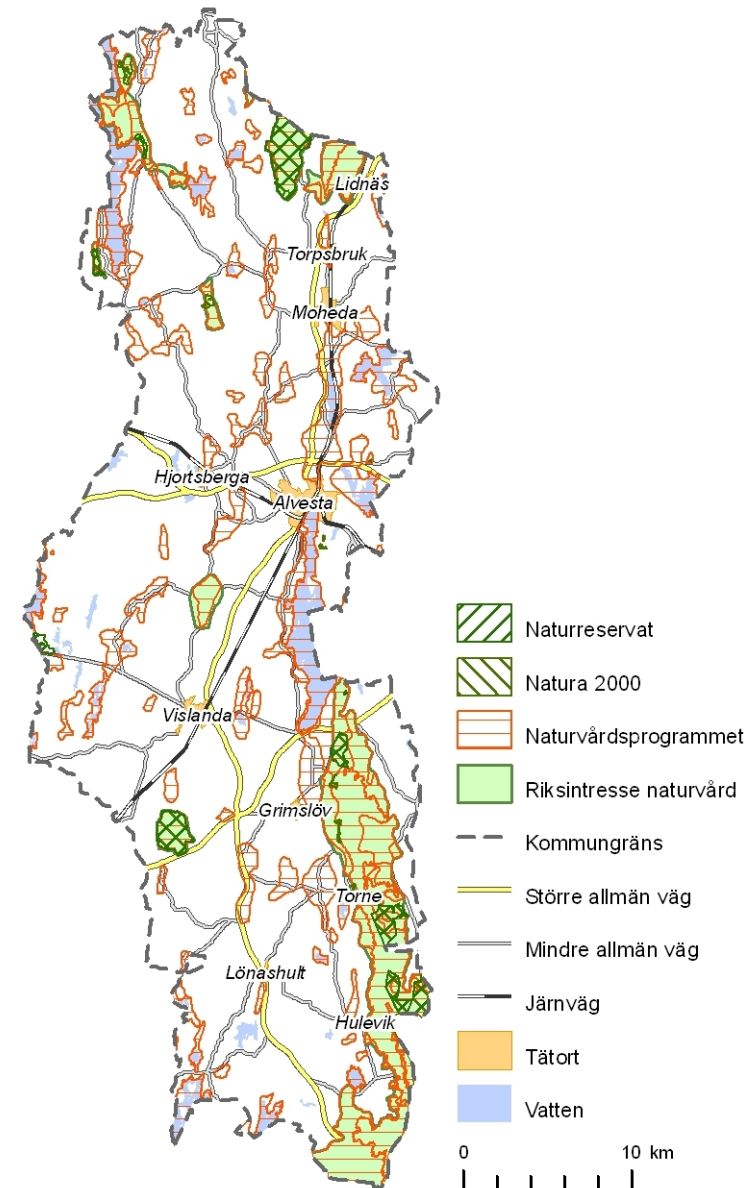 Lidnäs
Torpsbruk
Moheda
Hjortsberga
Alvesta
Vislanda
Grimslöv
Torne
Lönashult
Hulevik
Naturreservat
Natura 2000
Naturvårdsprogrammet
Riksintresse naturvård
Kommungräns
Större allmän väg
Mindre allmän väg
Järnväg
Tätort
Vatten
0 10 km